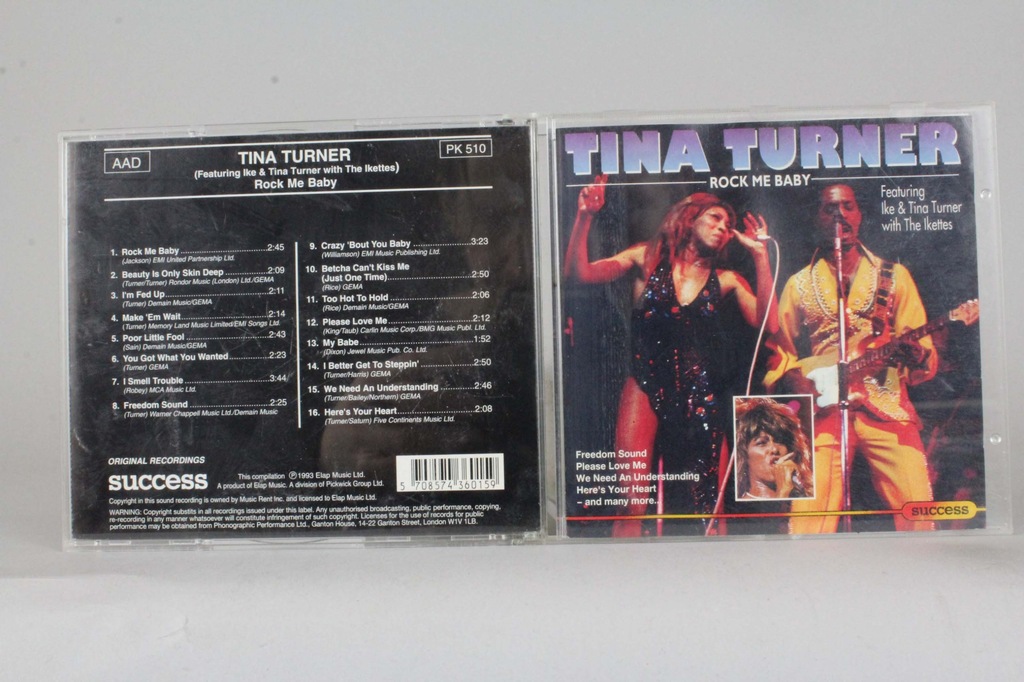 AAD
PK 510
TINA TURNER
(Featuring Ike & Tina Turner with The Ikettes)
Rock Me Baby
1. Rock Me Baby ........ 2:45
(Jackson) EMI United Partnership Ltd.
2. Beauty Is Only Skin Deep ........ 2:09
(Turner/Turner) Rondor Music (London) Ltd./GEMA
3. I'm Fed Up ........ 2:11
(Turner) Demain Music/GEMA
4. Make 'Em Wait ........ 2:14
(Turner) Memory Land Music Limited/EMI Songs Ltd.
5. Poor Little Fool ........ 2:43
(Sain) Demain Music/GEMA
6. You Got What You Wanted ........ 2:23
(Turner) GEMA
7. I Smell Trouble ........ 3:44
(Robey) MCA Music Ltd.
8. Freedom Sound ........ 2:25
(Turner) Warner Chappell Music Ltd./Demain Music
9. Crazy 'Bout You Baby ........ 3:23
(Williamson) EMI Music Publishing Ltd.
10. Betcha Can't Kiss Me
(Just One Time) ........ 2:50
(Rice) GEMA
11. Too Hot To Hold ........ 2:06
(Rice) Demain Music/GEMA
12. Please Love Me ........ 2:12
(King/Taub) Carlin Music Corp./BMG Music Publ. Ltd.
13. My Babe ........ 1:52
(Dixon) Jewel Music Pub. Co. Ltd.
14. I Better Get To Steppin' ........ 2:50
(Turner/Harris) GEMA
15. We Need An Understanding ........ 2:46
(Turner/Bailey/Northern) GEMA
16. Here's Your Heart ........ 2:08
(Turner/Saturn) Five Continents Music Ltd.
ORIGINAL RECORDINGS
success
This compilation ℗ 1993 Elap Music Ltd.
A product of Elap Music. A division of Pickwick Group Ltd.
5 708574 360159
Copyright in this sound recording is owned by Music Rent Inc. and licensed to Elap Music Ltd.
WARNING: Copyright subsists in all recordings issued under this label. Any unauthorised broadcasting, public performance, copying,
re-recording in any manner whatsoever will constitute infringement of such copyright. Licenses for the use of records for public
performance may be obtained from Phonographic Performance Ltd., Ganton House, 14-22 Ganton Street, London W1V 1LB.
TINA TURNER
ROCK ME BABY
Featuring
Ike & Tina Turner
with The Ikettes
Freedom Sound
Please Love Me
We Need An Understanding
Here's Your Heart
– and many more..
success